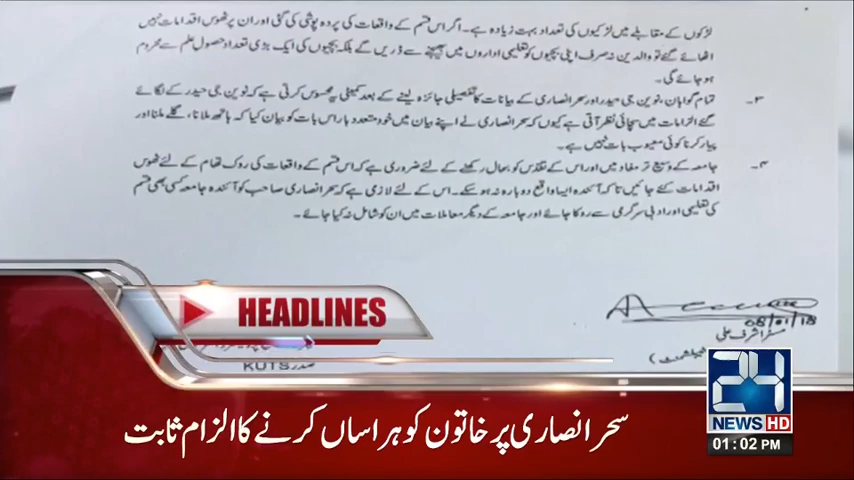 لڑکوں کے مقابلے میں لڑکیوں کی تعداد بہت زیادہ ہے۔ اگر اس قسم کے واقعات کی پردہ پوشی کی گئی اور ان پر ٹھوس اقدامات نہیں
اٹھائے گئے تو والدین نہ صرف اپنی بچیوں کو تعلیمی اداروں میں بھیجنے سے ڈریں گے بلکہ بچیوں کی ایک بڑی تعداد حصول علم سے محروم
ہو جائے گی۔
۳۔ تمام گواہان، نوین جی حیدر اور سحر انصاری کے بیانات کا تفصیلی جائزہ لینے کے بعد کمیٹی یہ محسوس کرتی ہے کہ نوین جی حیدر کے لگائے
گئے الزامات میں سچائی نظر آتی ہے کیوں کہ سحر انصاری نے اپنے بیان میں خود متعدد بار اس بات کو بیان کیا کہ ہاتھ ملانا، گلے ملنا اور
پیار کرنا کوئی معیوب بات نہیں ہے۔
۴۔ جامعہ کے وسیع تر مفاد میں اور اس کے تقدس کو بحال رکھنے کے لئے ضروری ہے کہ اس قسم کے واقعات کی روک تھام کے لئے ٹھوس
اقدامات کئے جائیں تاکہ آئندہ ایسا واقع دوبارہ نہ ہو سکے۔ اس کے لئے لازمی ہے کہ سحر انصاری صاحب کو آئندہ جامعہ کسی بھی قسم
کی تعلیمی اور ادبی سرگرمی سے روکا جائے اور جامعہ کے دیگر معاملات میں ان کو شامل نہ کیا جائے۔
08/01/18
HEADLINES
صدر KUTS
24
NEWS HD
01:02 PM
سحر انصاری پر خاتون کو ہراساں کرنے کا الزام ثابت